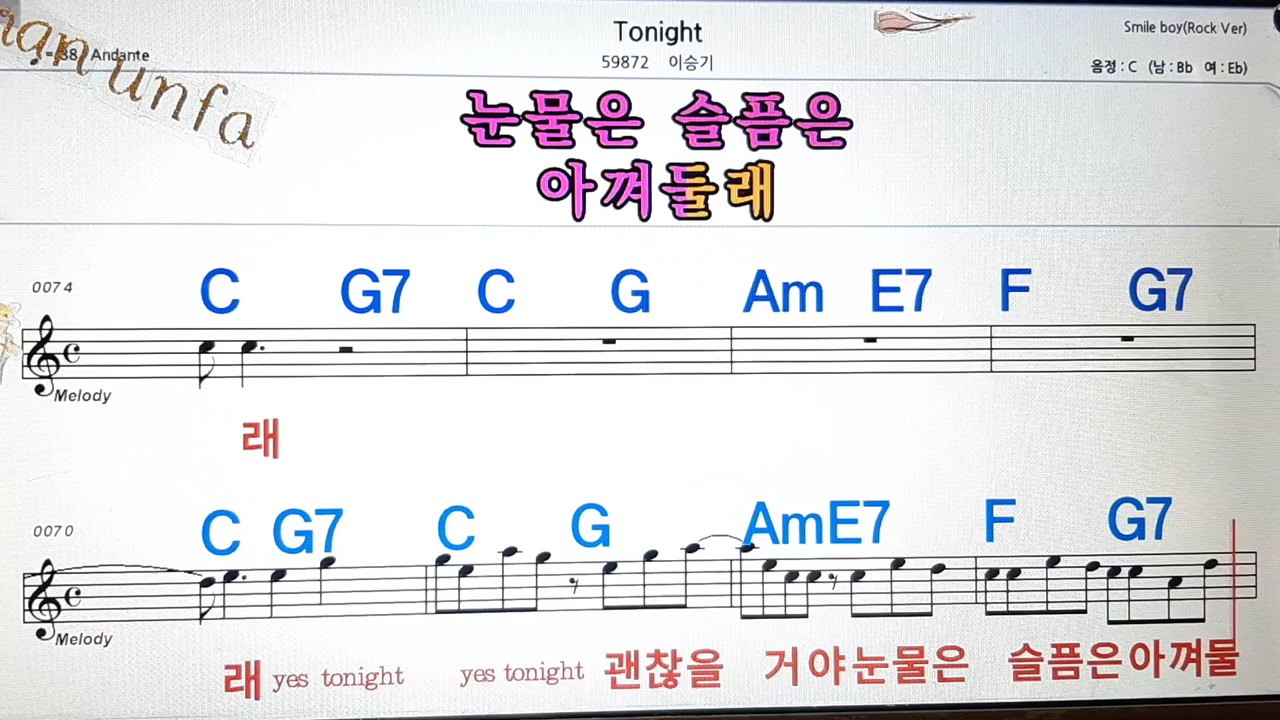 Tonight
Smile boy(Rock Ver)
Andante
59872 이승기
음정 : C (남 : Bb 여 : Eb)
unfa
눈물은 슬픔은
아껴둘래
0074
C G7 C G Am E7 F G7
Melody
래
0070
C G7 C G Am E7 F G7
Melody
래 yes tonight yes tonight 괜찮을 거야 눈물은 슬픔은 아껴둘